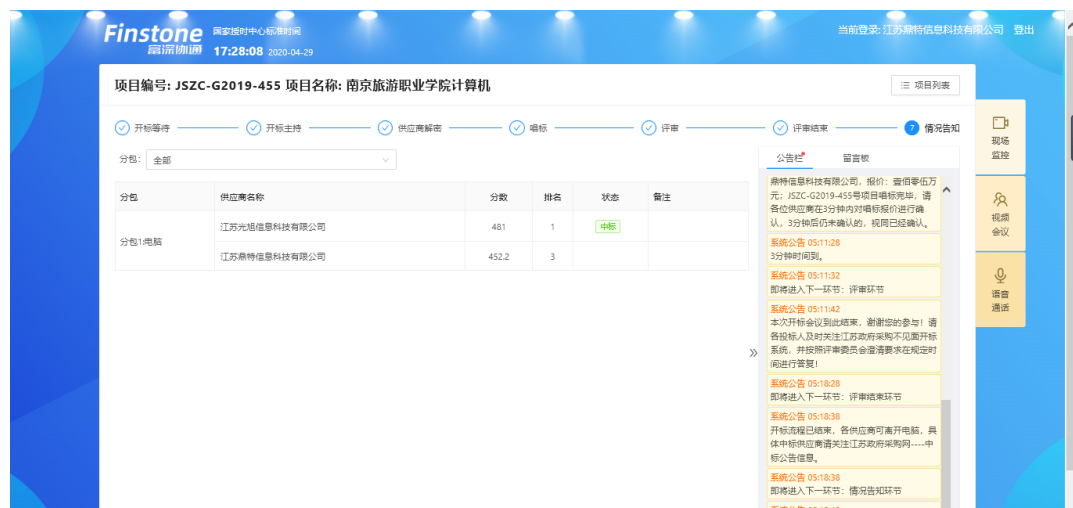 Finstone
富深协通
国家授时中心标准时间
17:28:08 2020-04-29
当前登录: 江苏鼎特信息科技有限公司 登出
项目编号: JSZC-G2019-455 项目名称: 南京旅游职业学院计算机
项目列表
开标等待 开标主持 供应商解密 唱标 评审 评审结束 7 情况告知
分包: 全部
分包 供应商名称 分数 排名 状态 备注
分包1:电脑
江苏光旭信息科技有限公司 481 1 中标
江苏鼎特信息科技有限公司 452.2 3
公告栏 留言板
鼎特信息科技有限公司，报价：壹佰零伍万
元；JSZC-G2019-455号项目唱标完毕，请
各位供应商在3分钟内对唱标报价进行确
认，3分钟后仍未确认的，视同已经确认。
系统公告 05:11:28
3分钟时间到。
系统公告 05:11:32
即将进入下一环节：评审环节
系统公告 05:11:42
本次开标会议到此结束，谢谢您的参与！请
各投标人及时关注江苏政府采购不见面开标
系统，并按照评审委员会澄清要求在规定时
间进行答复！
系统公告 05:18:28
即将进入下一环节：评审结束环节
系统公告 05:18:38
开标流程已结束，各供应商可离开电脑，具
体中标供应商请关注江苏政府采购网----中
标公告信息。
系统公告 05:18:38
即将进入下一环节：情况告知环节
现场
监控
视频
会议
语音
通话